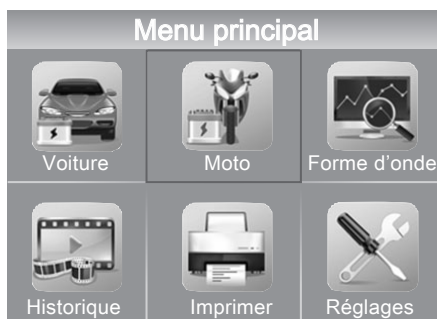 Menu principal
Voiture
Moto
Forme d'onde
Historique
Imprimer
Réglages